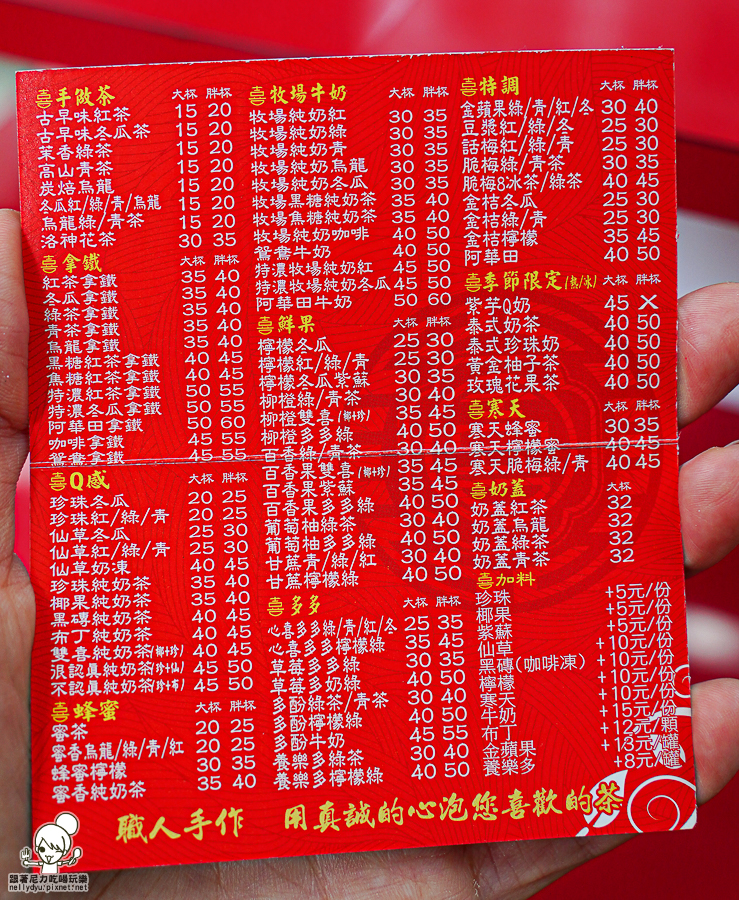 喜手做茶 大杯 胖杯
古早味紅茶 15 20
古早味冬瓜茶 15 20
茉香綠茶 15 20
高山青茶 15 20
炭焙烏龍 15 20
冬瓜紅/綠/青/烏龍 15 20
烏龍綠/青茶 15 20
洛神花茶 30 35
喜拿鐵 大杯 胖杯
紅茶拿鐵 35 40
冬瓜拿鐵 35 40
綠茶拿鐵 35 40
青茶拿鐵 35 40
烏龍拿鐵 35 40
黑糖紅茶拿鐵 40 45
焦糖紅茶拿鐵 40 45
特濃紅茶拿鐵 50 55
特濃冬瓜拿鐵 50 55
阿華田拿鐵 50 60
咖啡拿鐵 45 55
鴛鴦拿鐵 45 55
喜Q感 大杯 胖杯
珍珠冬瓜 20 25
珍珠紅/綠/青 20 25
仙草冬瓜 25 30
仙草紅/綠/青 25 30
仙草奶凍 40 45
珍珠純奶茶 35 40
椰果純奶茶 35 40
黑磚純奶茶 40 45
布丁純奶茶 40 45
雙喜純奶茶(椰+珍) 40 45
很認真純奶茶(珍+仙) 45 50
不認真純奶茶(珍+布) 45 50
喜蜂蜜 大杯 胖杯
蜜茶 20 25
蜜香烏龍/綠/青/紅 20 25
蜂蜜檸檬 30 35
蜜香純奶茶 35 40
喜牧場牛奶 大杯 胖杯
牧場純奶紅 30 35
牧場純奶綠 30 35
牧場純奶青 30 35
牧場純奶烏龍 30 35
牧場純奶冬瓜 30 35
牧場黑糖純奶茶 35 40
牧場焦糖純奶茶 35 40
牧場純奶咖啡 40 50
鴛鴦牛奶 40 50
特濃牧場純奶紅 45 50
特濃牧場純奶冬瓜 45 50
阿華田牛奶 50 60
喜鮮果 大杯 胖杯
檸檬冬瓜 25 30
檸檬紅/綠/青 25 30
檸檬冬瓜紫蘇 30 35
柳橙綠/青茶 30 40
柳橙雙喜(椰+珍) 35 45
柳橙多多綠 40 50
百香綠/青茶 30 40
百香果雙喜(椰+珍) 35 45
百香果紫蘇 35 45
百香果多多綠 40 50
葡萄柚綠茶 30 40
葡萄柚多多綠 40 50
甘蔗青/綠/紅 30 40
甘蔗檸檬綠 40 50
喜多多 大杯 胖杯
心喜多多綠/青/紅/冬 25 35
心喜多多檸檬綠 35 45
草莓多多綠 30 40
草莓多奶綠 40 50
多酚綠茶/青茶 30 40
多酚檸檬綠 40 50
多酚牛奶 45 55
養樂多綠茶 30 40
養樂多檸檬綠 40 50
喜特調 大杯 胖杯
金蘋果綠/青/紅/冬 30 40
豆漿紅/綠/冬 25 30
話梅紅/綠/青 25 30
脆梅綠/青茶 30 35
脆梅8冰茶/綠茶 40 45
金桔冬瓜 25 30
金桔綠/青 25 30
金桔檸檬 35 45
阿華田 40 50
喜季節限定(熱/冰) 大杯 胖杯
紫芋Q奶 45 ×
泰式奶茶 40 50
泰式珍珠奶 40 50
黃金柚子茶 40 50
玫瑰花果茶 40 50
喜寒天 大杯 胖杯
寒天蜂蜜 30 35
寒天檸檬蜜 40 45
寒天脆梅綠/青 40 45
喜奶蓋 大杯
奶蓋紅茶 32
奶蓋烏龍 32
奶蓋綠茶 32
奶蓋青茶 32
喜加料
珍珠 +5元/份
椰果 +5元/份
紫蘇 +5元/份
仙草 +10元/份
黑磚(咖啡凍) +10元/份
檸檬 +10元/份
寒天 +10元/份
牛奶 +15元/份
布丁 +12元/顆
金蘋果 +13元/罐
養樂多 +8元/罐
職人手作 用真誠的心泡您喜歡的茶
跟著尼力吃喝玩樂
nellydyu.pixnet.net